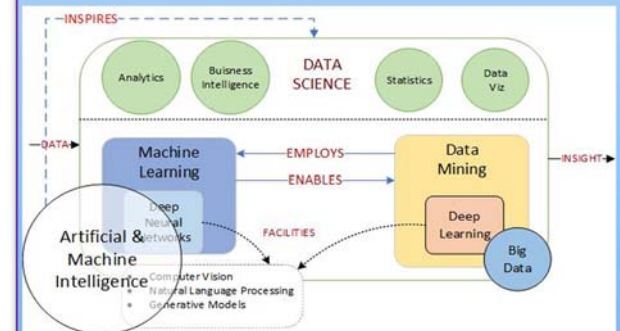 INSPIRES
DATA
SCIENCE
Analytics
Buisness
Intelligence
Statistics
Data
Viz
DATA
Machine
Learning
EMPLOYS
ENABLES
Data
Mining
INSIGHT
Deep
Neural
Networks
FACILITIES
Deep
Learning
Big
Data
Artificial &
Machine
Intelligence
Computer Vision
Natural Language Processing
Generative Models